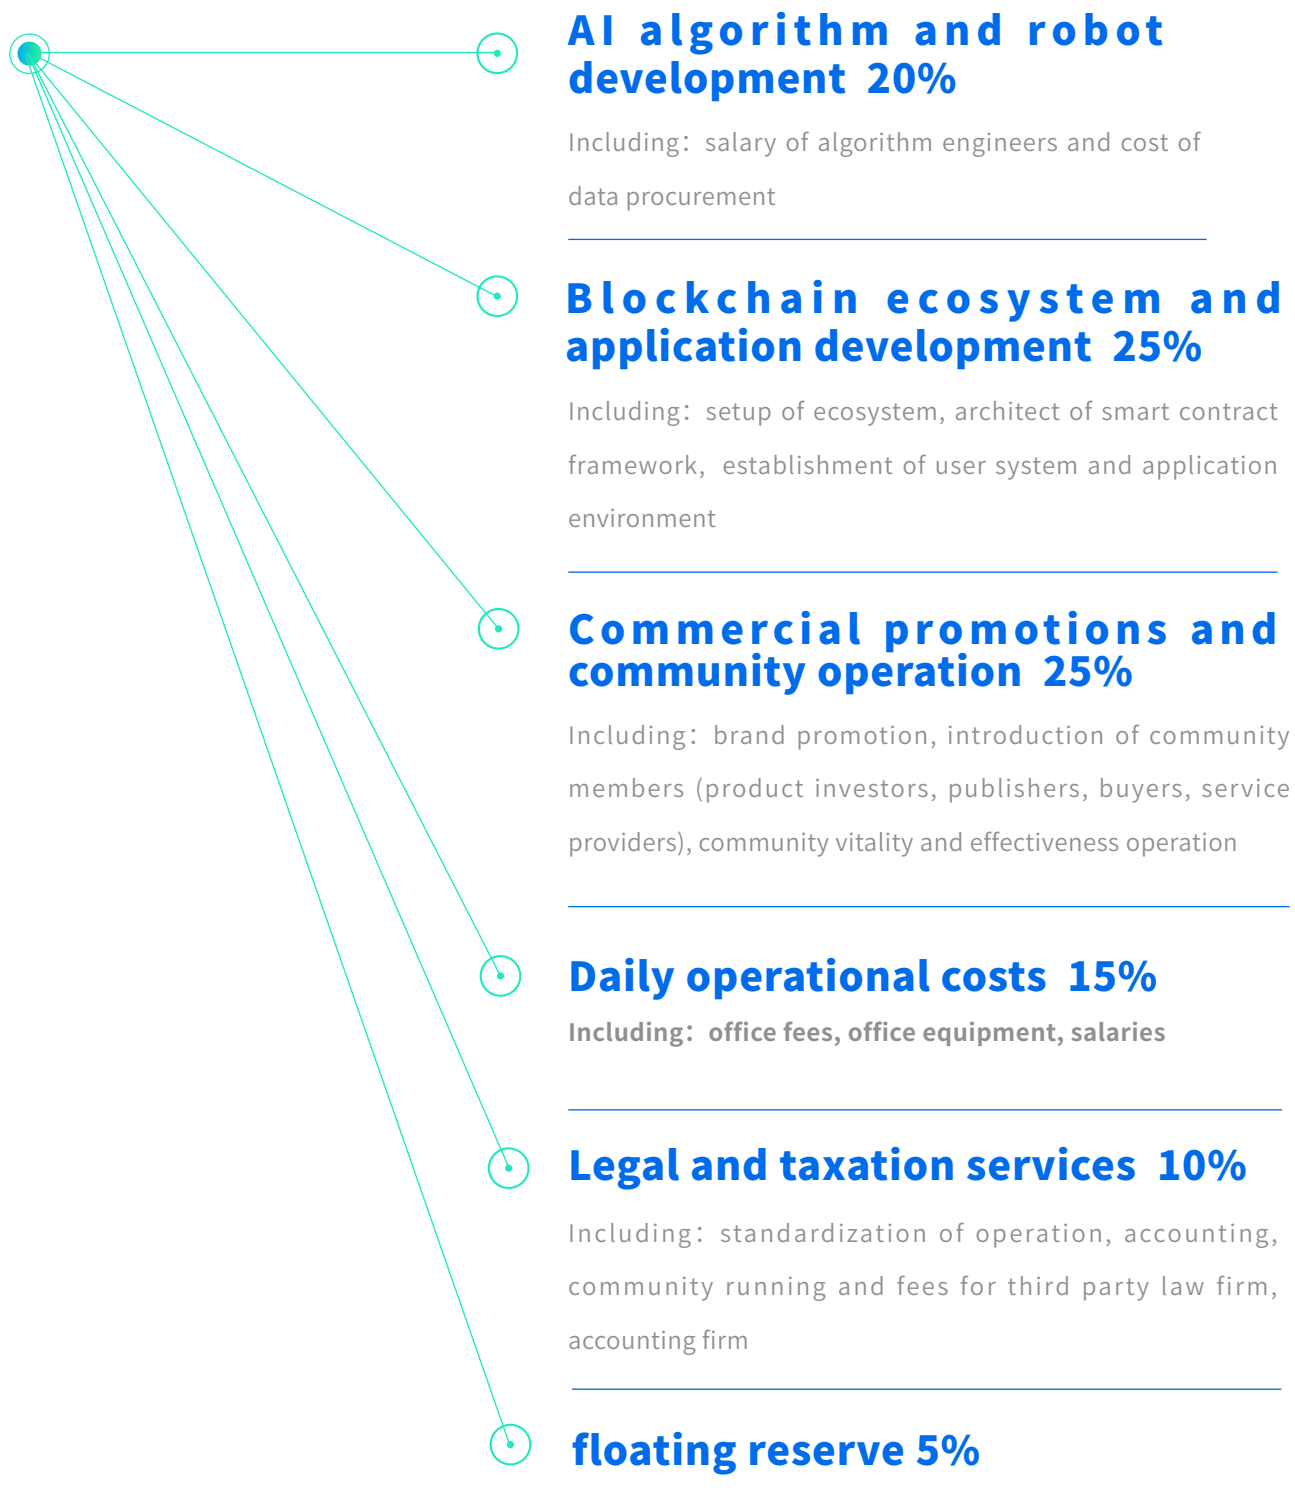 AI algorithm and robot
development 20%
Including：salary of algorithm engineers and cost of
data procurement
Blockchain ecosystem and
application development 25%
Including：setup of ecosystem, architect of smart contract
framework，establishment of user system and application
environment
Commercial promotions and
community operation 25%
Including：brand promotion, introduction of community
members (product investors, publishers, buyers, service
providers), community vitality and effectiveness operation
Daily operational costs 15%
Including：office fees, office equipment, salaries
Legal and taxation services 10%
Including：standardization of operation, accounting,
community running and fees for third party law firm,
accounting firm
floating reserve 5%